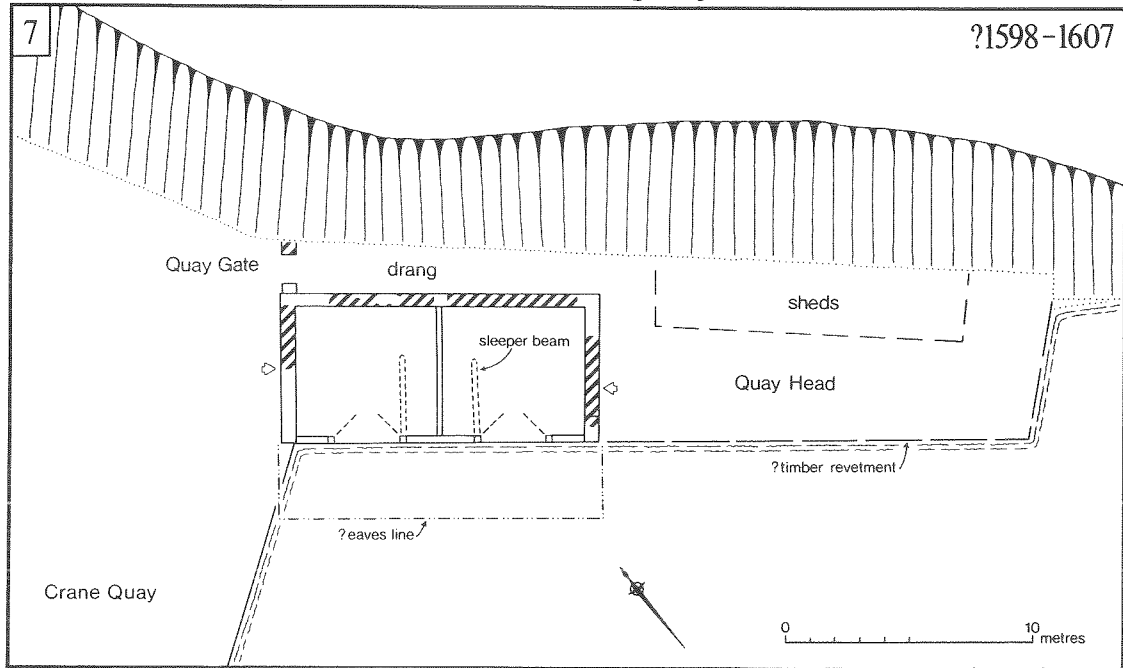 7
?1598-1607
Quay Gate
drang
sheds
sleeper beam
Quay Head
?timber revetment
?eaves line
Crane Quay
0
10
metres